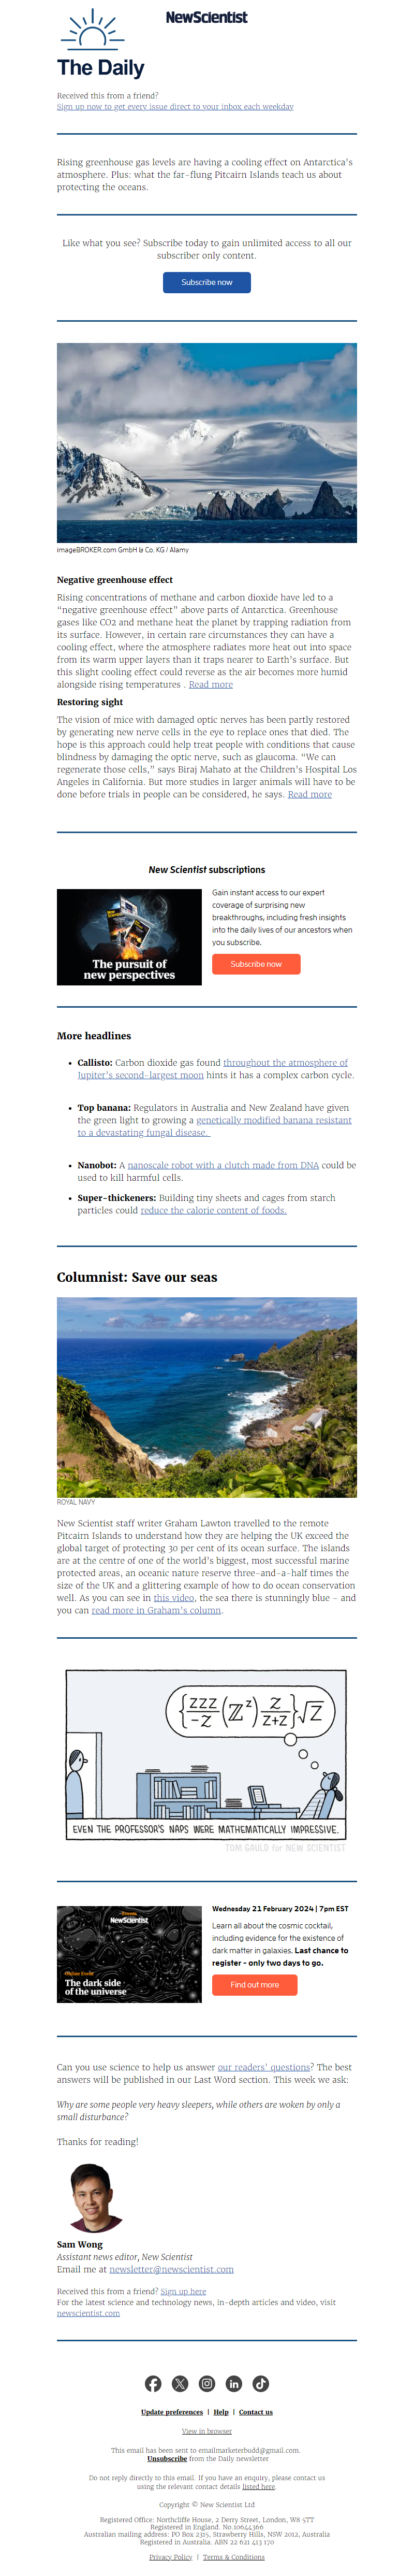 NewScientist
The Daily
Received this from a friend?
Sign up now to get every issue direct to your inbox each weekday
Rising greenhouse gas levels are having a cooling effect on Antarctica's
atmosphere. Plus: what the far-flung Pitcairn Islands teach us about
protecting the oceans.
Like what you see? Subscribe today to gain unlimited access to all our
subscriber only content.
Subscribe now
imageBROKER.com GmbH & Co. KG / Alamy
Negative greenhouse effect
Rising concentrations of methane and carbon dioxide have led to a
“negative greenhouse effect” above parts of Antarctica. Greenhouse
gases like CO2 and methane heat the planet by trapping radiation from
its surface. However, in certain rare circumstances they can have a
cooling effect, where the atmosphere radiates more heat out into space
from its warm upper layers than it traps nearer to Earth’s surface. But
this slight cooling effect could reverse as the air becomes more humid
alongside rising temperatures . Read more
Restoring sight
The vision of mice with damaged optic nerves has been partly restored
by generating new nerve cells in the eye to replace ones that died. The
hope is this approach could help treat people with conditions that cause
blindness by damaging the optic nerve, such as glaucoma. “We can
regenerate those cells,” says Biraj Mahato at the Children’s Hospital Los
Angeles in California. But more studies in larger animals will have to be
done before trials in people can be considered, he says. Read more
New Scientist subscriptions
The pursuit of
new perspectives
Gain instant access to our expert
coverage of surprising new
breakthroughs, including fresh insights
into the daily lives of our ancestors when
you subscribe.
Subscribe now
More headlines
• Callisto: Carbon dioxide gas found throughout the atmosphere of
Jupiter’s second-largest moon hints it has a complex carbon cycle.
• Top banana: Regulators in Australia and New Zealand have given
the green light to growing a genetically modified banana resistant
to a devastating fungal disease.
• Nanobot: A nanoscale robot with a clutch made from DNA could be
used to kill harmful cells.
• Super-thickeners: Building tiny sheets and cages from starch
particles could reduce the calorie content of foods.
Columnist: Save our seas
ROYAL NAVY
New Scientist staff writer Graham Lawton travelled to the remote
Pitcairn Islands to understand how they are helping the UK exceed the
global target of protecting 30 per cent of its ocean surface. The islands
are at the centre of one of the world’s biggest, most successful marine
protected areas, an oceanic nature reserve three-and-a-half times the
size of the UK and a glittering example of how to do ocean conservation
well. As you can see in this video, the sea there is stunningly blue – and
you can read more in Graham’s column.
{zzz/-z (Z^z)^z z/z+z}√Z
EVEN THE PROFESSOR'S NAPS WERE MATHEMATICALLY IMPRESSIVE.
TOM GAULD for NEW SCIENTIST
NewScientist
Online Event
The dark side
of the universe
Wednesday 21 February 2024 | 7pm EST
Learn all about the cosmic cocktail,
including evidence for the existence of
dark matter in galaxies. Last chance to
register - only two days to go.
Find out more
Can you use science to help us answer our readers’ questions? The best
answers will be published in our Last Word section. This week we ask:
Why are some people very heavy sleepers, while others are woken by only a
small disturbance?
Thanks for reading!
Sam Wong
Assistant news editor, New Scientist
Email me at newsletter@newscientist.com
Received this from a friend? Sign up here
For the latest science and technology news, in-depth articles and video, visit
newscientist.com
Update preferences | Help | Contact us
View in browser
This email has been sent to emailmarketerbudd@gmail.com.
Unsubscribe from the Daily newsletter
Do not reply directly to this email. If you have an enquiry, please contact us
using the relevant contact details listed here.
Copyright © New Scientist Ltd
Registered Office: Northcliffe House, 2 Derry Street, London, W8 5TT
Registered in England. No.10644366
Australian mailing address: PO Box 2315, Strawberry Hills, NSW 2012, Australia
Registered in Australia. ABN 22 621 413 170
Privacy Policy | Terms & Conditions